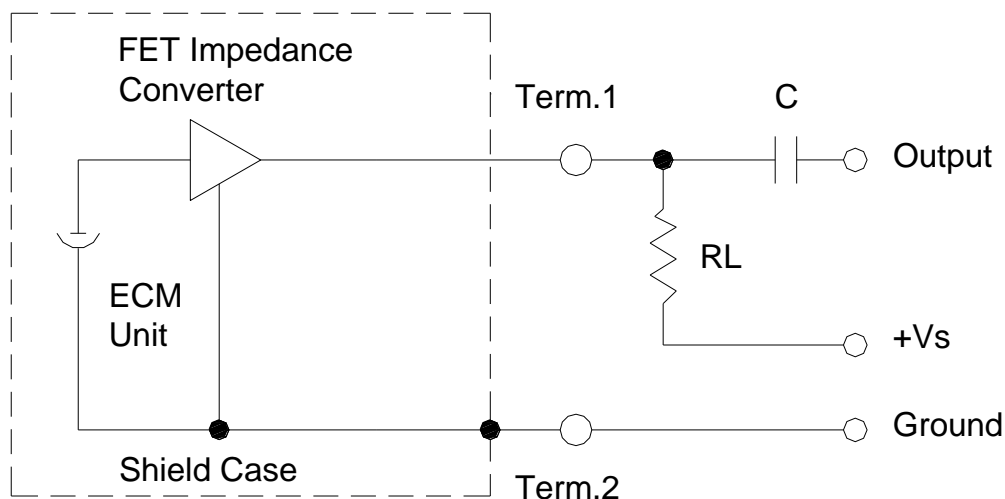 FET Impedance
Converter
Term.1
C
Output
RL
ECM
Unit
+Vs
Ground
Shield Case
Term.2